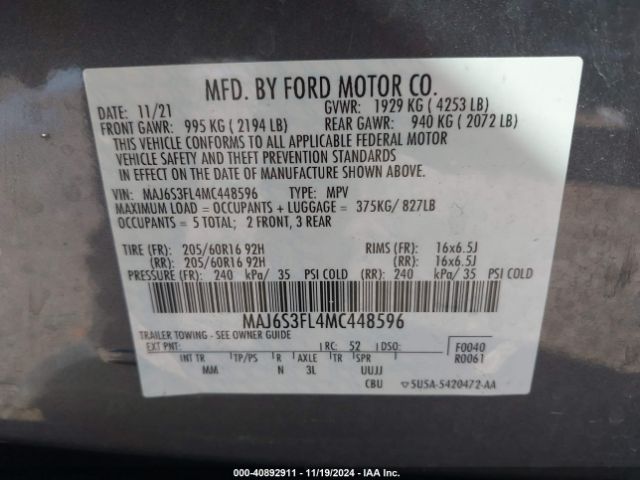 MFD. BY FORD MOTOR CO.
DATE: 11/21 GVWR: 1929 KG ( 4253 LB)
FRONT GAWR: 995 KG ( 2194 LB) REAR GAWR: 940 KG ( 2072 LB)
THIS VEHICLE CONFORMS TO ALL APPLICABLE FEDERAL MOTOR
VEHICLE SAFETY AND THEFT PREVENTION STANDARDS
IN EFFECT ON THE DATE OF MANUFACTURE SHOWN ABOVE.
VIN: MAJ6S3FL4MC448596 TYPE: MPV
MAXIMUM LOAD = OCCUPANTS + LUGGAGE = 375KG/ 827LB
OCCUPANTS = 5 TOTAL; 2 FRONT, 3 REAR
TIRE (FR): 205/60R16 92H RIMS (FR): 16x6.5J
(RR): 205/60R16 92H (RR): 16x6.5J
PRESSURE (FR): 240 kPa/ 35 PSI COLD (RR): 240 kPa/ 35 PSI COLD
MAJ6S3FL4MC448596
TRAILER TOWING - SEE OWNER GUIDE
EXT PNT: RC: 52 DSO: F0040
INT TR TP/PS R AXLE TR SPR R0061
MM N 3L UUJJ
CBU ▽5U5A-5420472-AA
© COPY - 40892911 - 11/19/2024 - IAA Inc.